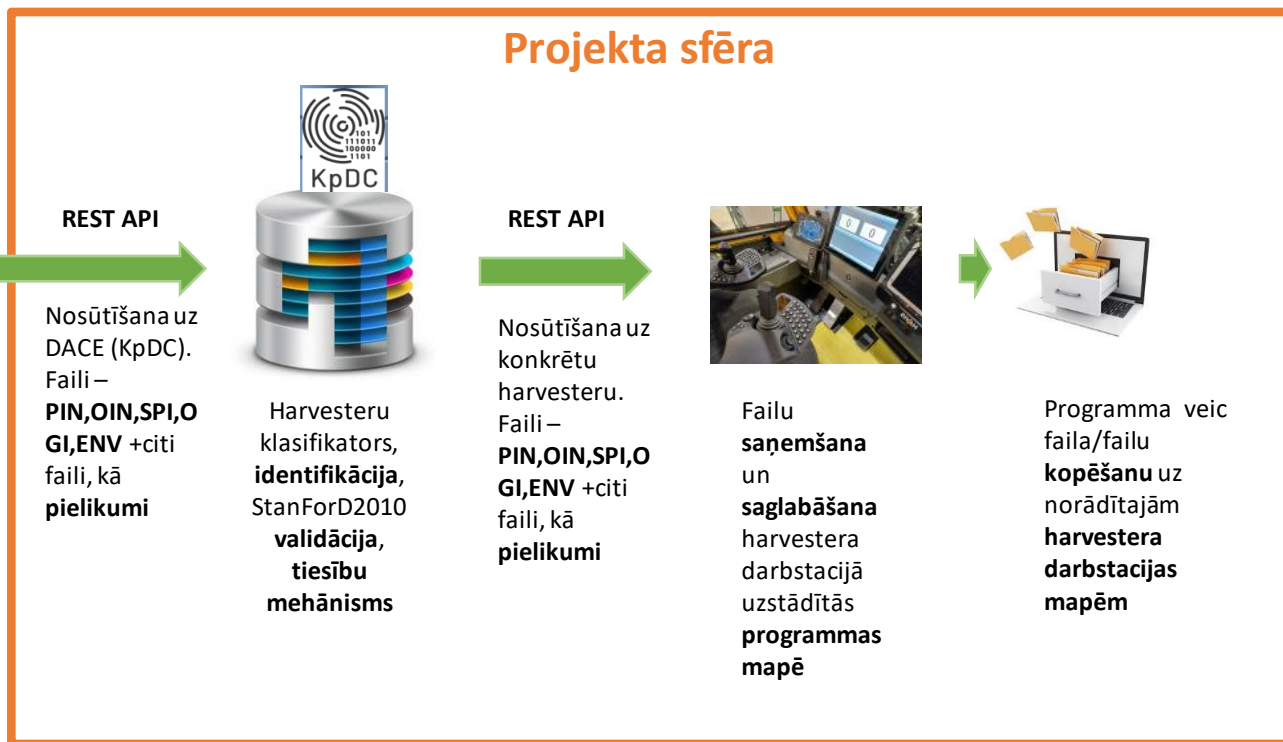 Projekta sfēra
101
111011
100000
1101
KpDC
REST API
Nosūtīšana uz
DACE (KpDC).
Faili –
PIN,OIN,SPI,O
GI,ENV +citi
faili, kā
pielikumi
Harvesteru
klasifikators,
identifikācija,
StanForD2010
validācija,
tiesību
mehānisms
REST API
Nosūtīšana uz
konkrētu
harvesteru.
Faili –
PIN,OIN,SPI,O
GI,ENV +citi
faili, kā
pielikumi
0 0
Failu
saņemšana
un
saglabāšana
harvestera
darbstacijā
uzstādītās
programmas
mapē
Programma veic
faila/failu
kopēšanu uz
norādītajām
harvestera
darbstacijas
mapēm